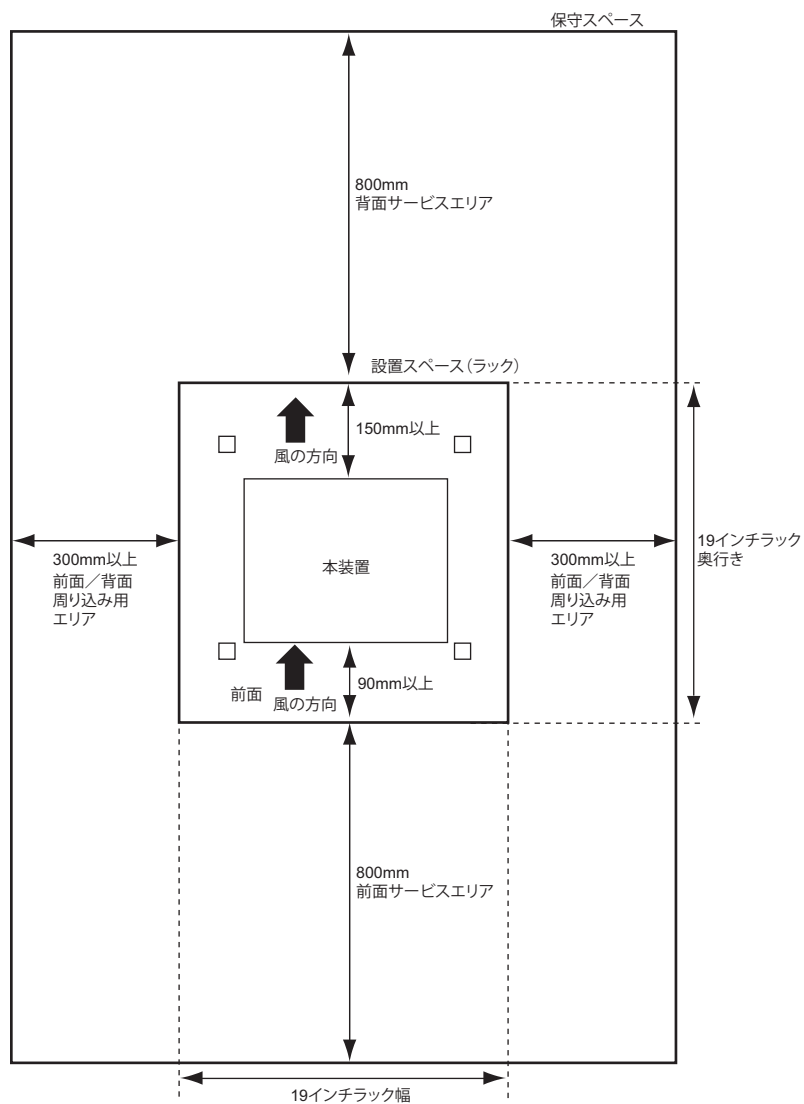 保守スペース
800mm
背面サービスエリア
設置スペース（ラック）
150mm以上
風の方向
300mm以上
前面／背面
周り込み用
エリア
本装置
300mm以上
前面／背面
周り込み用
エリア
19インチラック
奥行き
90mm以上
前面
風の方向
800mm
前面サービスエリア
19インチラック幅